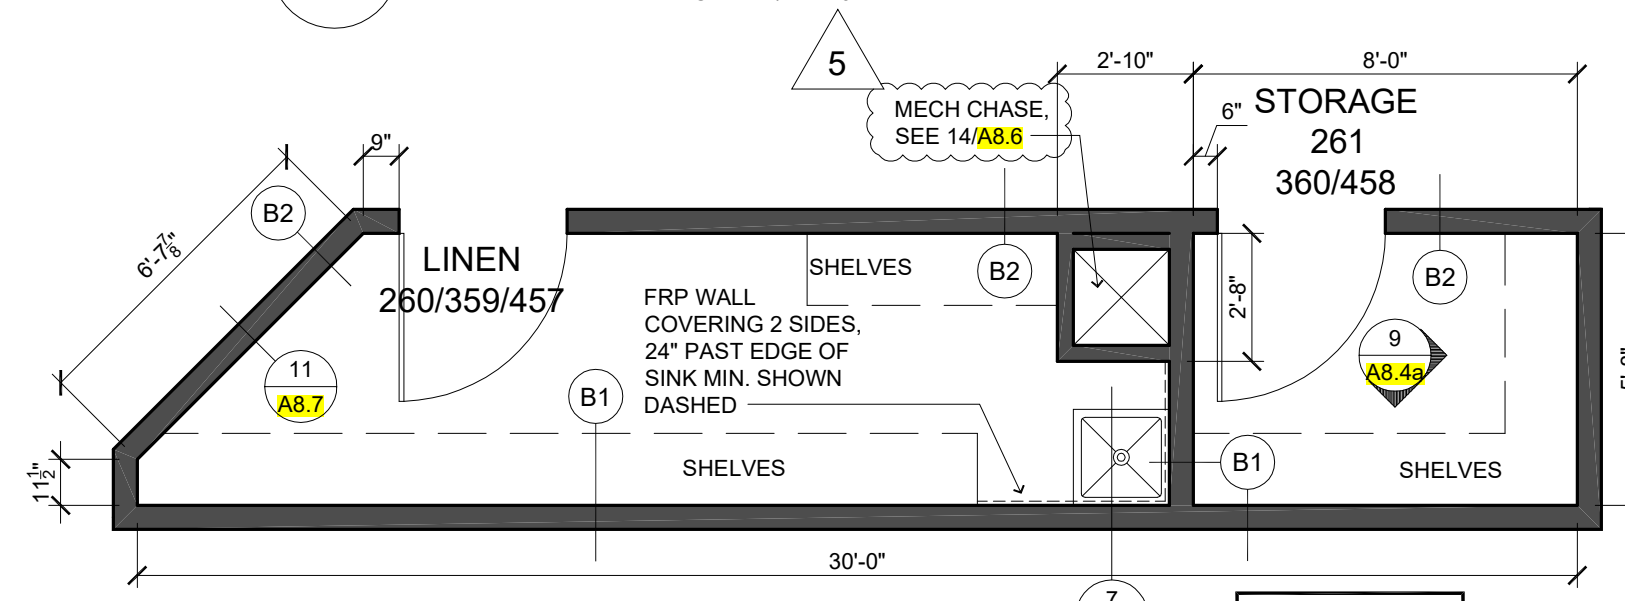 5
2'-10"
8'-0"
MECH CHASE,
SEE 14/A8.6
6"
STORAGE
261
360/458
9"
B2
6'-7 7/8"
LINEN
260/359/457
SHELVES
B2
B2
2'-8"
FRP WALL
COVERING 2 SIDES,
24" PAST EDGE OF
SINK MIN. SHOWN
DASHED
9
A8.4a
11
A8.7
B1
11 1/2"
SHELVES
B1
SHELVES
30'-0"
7